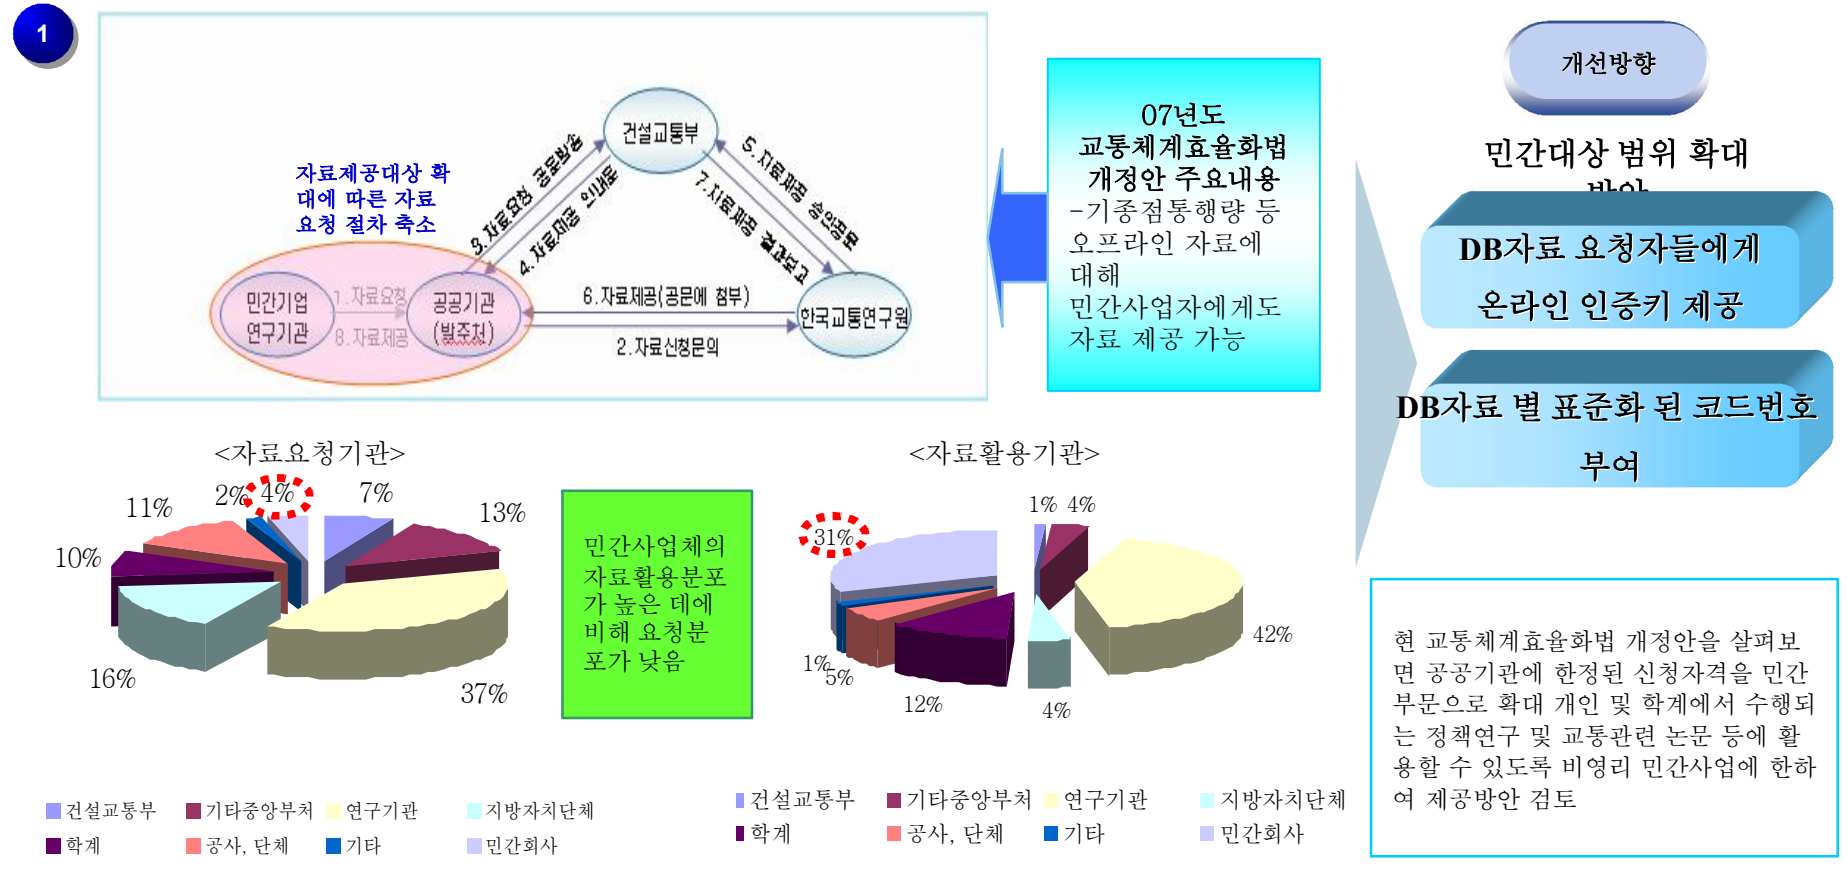 1
건설교통부
자료제공대상 확
대에 따른 자료
요청 절차 축소
3.자료요청 공문발송
4.자료제공 인비문
5.자료제공 승인공문
7.자료제공 결과보고
민간기업
연구기관
1.자료요청
8.자료제공
공공기관
(발주처)
6.자료제공(공문에 첨부)
2.자료신청문의
한국교통연구원
07년도
교통체계효율화법
개정안 주요내용
-기종점통행량 등
오프라인 자료에
대해
민간사업자에게도
자료 제공 가능
개선방향
민간대상 범위 확대
방안
DB자료 요청자들에게
온라인 인증키 제공
DB자료 별 표준화 된 코드번호
부여
<자료요청기관>
2%
4%
7%
11%
13%
10%
16%
37%
건설교통부
기타중앙부처
연구기관
지방자치단체
학계
공사, 단체
기타
민간회사
민간사업체의
자료활용분포
가 높은 데에
비해 요청분
포가 낮음
<자료활용기관>
1%
4%
31%
42%
1%
5%
12%
4%
건설교통부
기타중앙부처
연구기관
지방자치단체
학계
공사, 단체
기타
민간회사
현 교통체계효율화법 개정안을 살펴보
면 공공기관에 한정된 신청자격을 민간
부문으로 확대 개인 및 학계에서 수행되
는 정책연구 및 교통관련 논문 등에 활
용할 수 있도록 비영리 민간사업에 한하
여 제공방안 검토